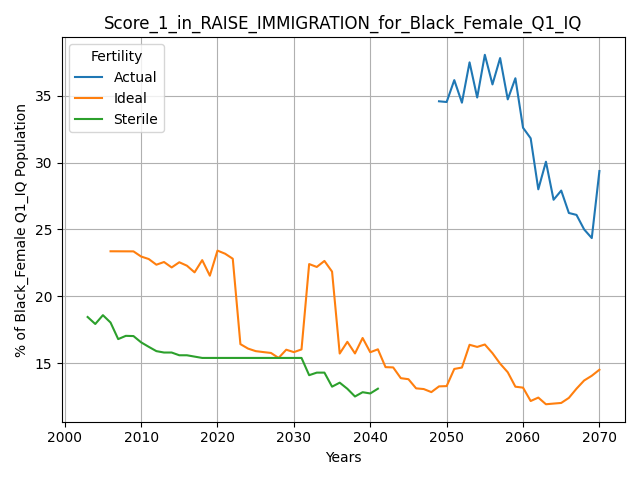 Score_1_in_RAISE_IMMIGRATION_for_Black_Female_Q1_IQ
Fertility
Actual
Ideal
Sterile
% of Black_Female Q1_IQ Population
35
30
25
20
15
2000 2010 2020 2030 2040 2050 2060 2070
Years